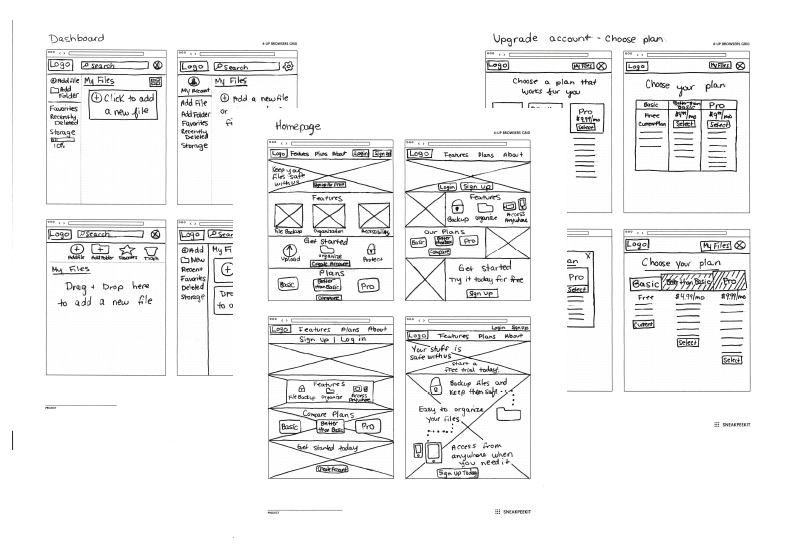 Dashboard
4-UP BROWSERS GRID
Logo
Search
Add File
Add
Folder
Favorites
Recently
Deleted
Storage
10%
My Files
Click to add
a new file
Logo
Search
My Account
Add File
Add Folder
Favorites
Recently
Deleted
Storage
My Files
Add a new file
or
Logo
Search
Add File
Add Folder
Favorites
Trash
My Files
Drag + Drop here
to add a new file
Logo
Add
New
Recent
Favorites
Deleted
Storage
My F
to a
PROJECT
Homepage
4-UP BROWSERS GRID
Logo Features Plans About Login Sign Up
Keep your
files safe
with us
Sign up for free
Features
File Backup Organization Accessibility
Get Started
Upload organize Protect
Create Account
Plans
Basic Better than Basic Pro
Compare
Logo Features Plans About
Login Sign Up
Features
Backup organize Access Anywhere
Our Plans
Basic Better than Basic Pro
Compare
Get Started
Try it today for free
Sign Up
Logo Features Plans About
Sign Up | Log in
Features
File Backup organize Access Anywhere
Compare Plans
Basic Better than Basic Pro
Get Started today
Create Account
Login Sign Up
Logo Features Plans About
Your stuff is
safe with us
Start a
free trial today!
Backup files and
keep them safe
Easy to organize
your files
Access from
anywhere when
you need it
Sign Up Today
PROJECT
SNEAKPEEKIT
Upgrade account - Choose plan
4-UP BROWSERS GRID
Logo My Files
Choose a plan that
works for you
Pro
$9.99/mo
Select
Logo My Files
Choose your plan
Basic Better than Basic Pro
Free
Current Plan
Select Select
X
Pro
Select
Logo My Files
Choose your plan
Basic Better than Basic Pro
Free $4.99/mo $9.99/mo
Current
Select
Select
SNEAKPEEKIT